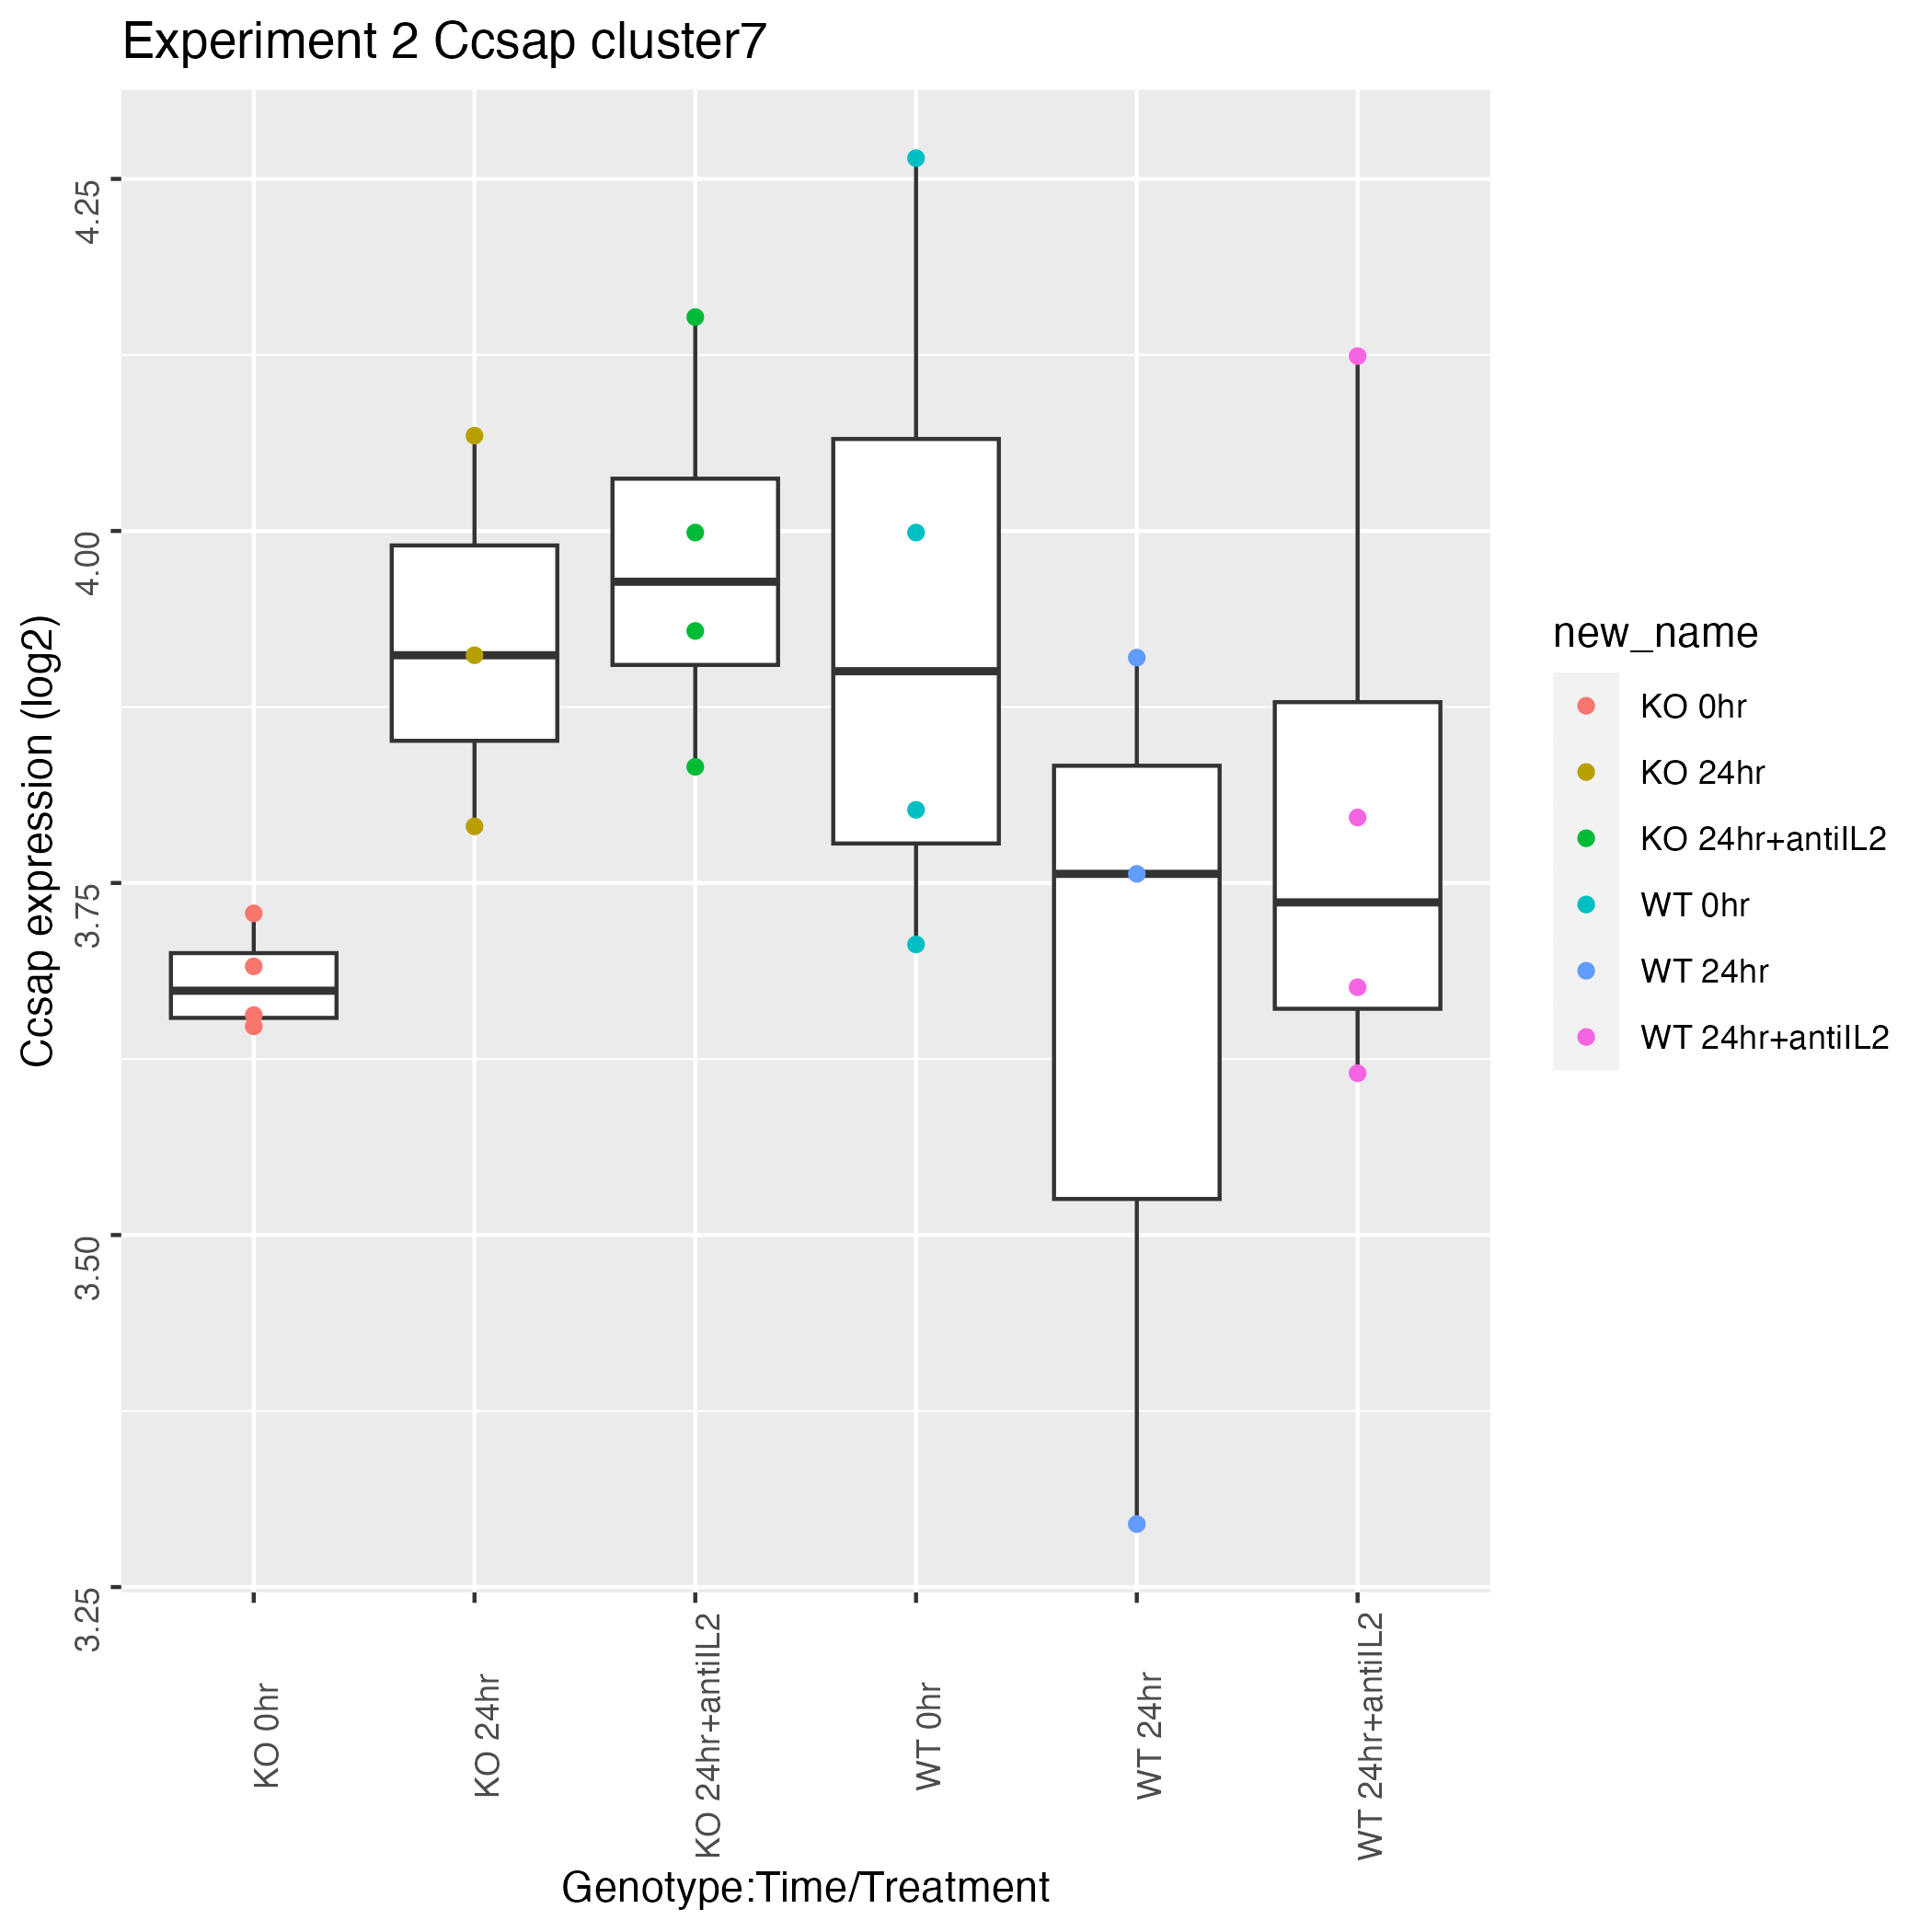 Experiment 2 Ccsap cluster7
Ccsap expression (log2)
4.25
4.00
3.75
3.50
3.25
KO 0hr
KO 24hr
KO 24hr+antiIL2
WT 0hr
WT 24hr
WT 24hr+antiIL2
Genotype:Time/Treatment
new_name
KO 0hr
KO 24hr
KO 24hr+antiIL2
WT 0hr
WT 24hr
WT 24hr+antiIL2